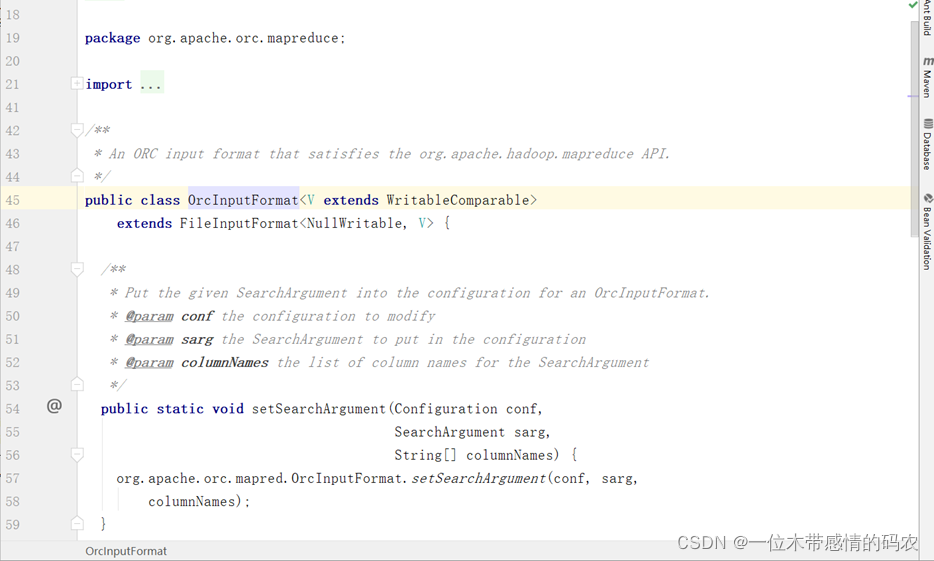 18
19 package org.apache.orc.mapreduce;
20
21 import ...
41
42 /**
43 * An ORC input format that satisfies the org.apache.hadoop.mapreduce API.
44 */
45 public class OrcInputFormat<V extends WritableComparable>
46 extends FileInputFormat<NullWritable, V> {
47
48 /**
49 * Put the given SearchArgument into the configuration for an OrcInputFormat.
50 * @param conf the configuration to modify
51 * @param sarg the SearchArgument to put in the configuration
52 * @param columnNames the list of column names for the SearchArgument
53 */
54 @ public static void setSearchArgument(Configuration conf,
55 SearchArgument sarg,
56 String[] columnNames) {
57 org.apache.orc.mapred.OrcInputFormat.setSearchArgument(conf, sarg,
58 columnNames);
59 }
OrcInputFormat
Ant Build
m Maven
Database
Bean Validation
CSDN @一位木带感情的码农